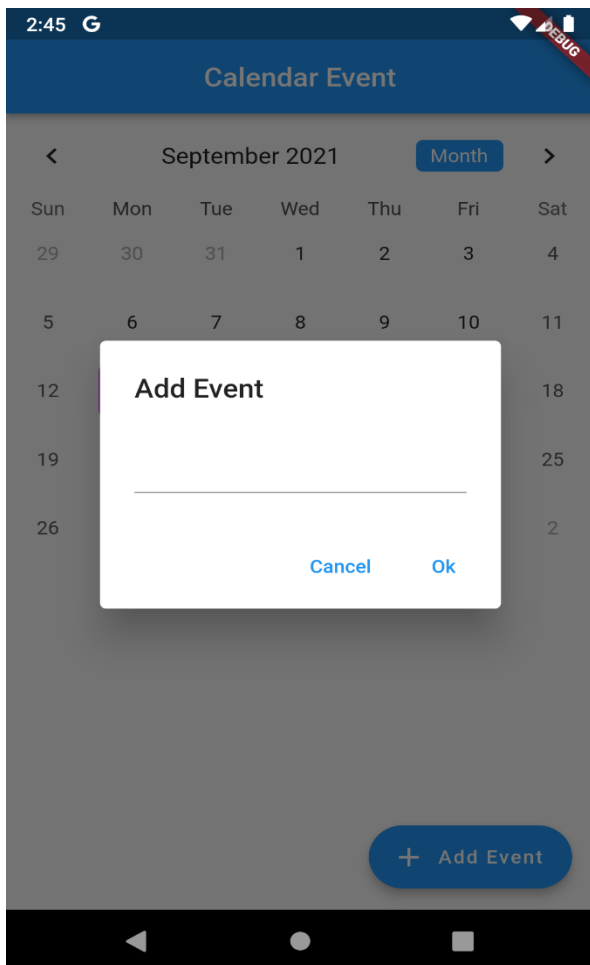 2:45 G
DEBUG
Calendar Event
September 2021 Month
Sun Mon Tue Wed Thu Fri Sat
29 30 31 1 2 3 4
5 6 7 8 9 10 11
12 18
19 25
26 2
Add Event
Cancel Ok
+ Add Event